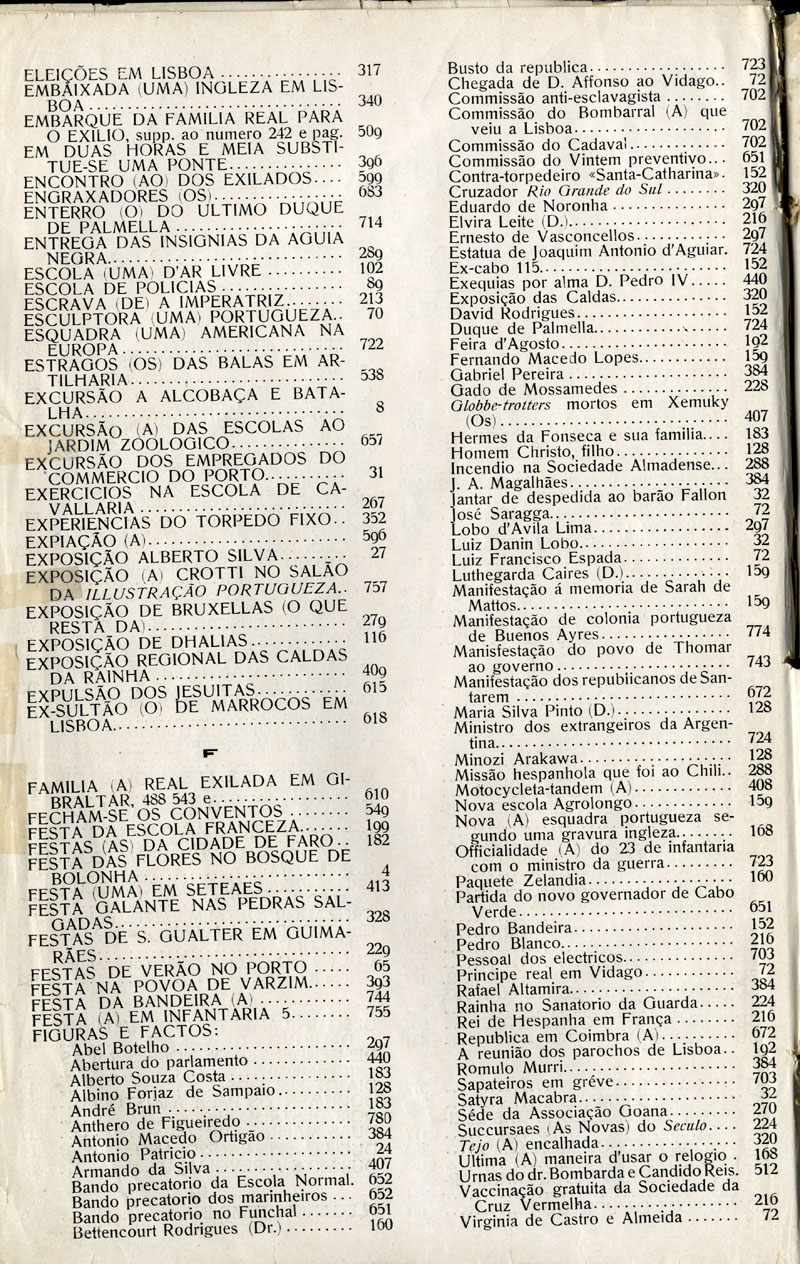 ELEIÇÕES EM LISBOA ................ 317
EMBAIXADA (UMA) INGLEZA EM LIS-
BOA ................................ 340
EMBARQUE DA FAMILIA REAL PARA
O EXILIO, supp. ao numero 242 e pag. 509
EM DUAS HORAS E MEIA SUBSTI-
TUE-SE UMA PONTE............... 396
ENCONTRO (AO) DOS EXILADOS.... 599
ENGRAXADORES (OS)................. 683
ENTERRO (O) DO ULTIMO DUQUE
DE PALMELLA ...................... 714
ENTREGA DAS INSIGNIAS DA AGUIA
NEGRA............................... 289
ESCOLA (UMA) D'AR LIVRE .......... 102
ESCOLA DE POLICIAS ................ 89
ESCRAVA (DE) A IMPERATRIZ........ 213
ESCULPTORA (UMA) PORTUGUEZA.. 70
ESQUADRA (UMA) AMERICANA NA
EUROPA ............................. 722
ESTRAGOS (OS) DAS BALAS EM AR-
TILHARIA............................ 538
EXCURSÃO A ALCOBAÇA E BATA-
LHA.................................. 8
EXCURSÃO (A) DAS ESCOLAS AO
JARDIM ZOOLOGICO............... 657
EXCURSÃO DOS EMPREGADOS DO
COMMERCIO DO PORTO........... 31
EXERCICIOS NA ESCOLA DE CA-
VALLARIA ........................... 267
EXPERIENCIAS DO TORPEDO FIXO.. 352
EXPIAÇÃO (A)........................ 596
EXPOSIÇÃO ALBERTO SILVA......... 27
EXPOSIÇÃO (A) CROTTI NO SALÃO
DA ILLUSTRAÇÃO PORTUGUEZA.. 757
EXPOSIÇÃO DE BRUXELLAS (O QUE
RESTA DA).......................... 279
EXPOSIÇÃO DE DHALIAS............ 116
EXPOSIÇÃO REGIONAL DAS CALDAS
DA RAINHA ........................ 409
EXPULSÃO DOS JESUITAS............ 615
EX-SULTÃO (O) DE MARROCOS EM
LISBOA.............................. 618
F
FAMILIA (A) REAL EXILADA EM GI-
BRALTAR, 488 543 e................. 610
FECHAM-SE OS CONVENTOS ........ 549
FESTA DA ESCOLA FRANCEZA....... 199
FESTAS (AS) DA CIDADE DE FARO.. 182
FESTA DAS FLORES NO BOSQUE DE
BOLONHA .......................... 4
FESTA (UMA) EM SETEAES........... 413
FESTA GALANTE NAS PEDRAS SAL-
GADAS.............................. 328
FESTAS DE S. GUALTER EM GUIMA-
RÃES................................ 229
FESTAS DE VERÃO NO PORTO ..... 65
FESTA NA POVOA DE VARZIM...... 393
FESTA DA BANDEIRA (A) ............ 744
FESTA (A) EM INFANTARIA 5........ 755
FIGURAS E FACTOS:
Abel Botelho ....................... 297
Abertura do parlamento ............. 440
Alberto Souza Costa ................ 183
Albino Forjaz de Sampaio........... 128
André Brun ......................... 183
Anthero de Figueiredo .............. 780
Antonio Macedo Ortigão ............ 384
Antonio Patricio .................... 24
Armando da Silva ................... 407
Bando precatorio da Escola Normal. 652
Bando precatorio dos marinheiros ... 652
Bando precatorio no Funchal ........ 651
Bettencourt Rodrigues (Dr.) ......... 160
Busto da republica.................. 723
Chegada de D. Affonso ao Vidago.. 72
Commissão anti-esclavagista ........ 702
Commissão do Bombarral (A) que
veiu a Lisboa.................... 702
Commissão do Cadaval............. 702
Commissão do Vintem preventivo... 651
Contra-torpedeiro «Santa-Catharina». 152
Cruzador Rio Grande do Sul ........ 320
Eduardo de Noronha ............... 297
Elvira Leite (D.)..................... 216
Ernesto de Vasconcellos............ 297
Estatua de Joaquim Antonio d'Aguiar. 724
Ex-cabo 115......................... 152
Exequias por alma D. Pedro IV..... 440
Exposição das Caldas............... 320
David Rodrigues.................... 152
Duque de Palmella.................. 724
Feira d'Agosto...................... 192
Fernando Macedo Lopes............ 159
Gabriel Pereira ..................... 384
Gado de Mossamedes .............. 228
Globbe-trotters mortos em Xemuky
(Os)............................... 407
Hermes da Fonseca e sua familia.... 183
Homem Christo, filho............... 128
Incendio na Sociedade Almadense... 288
J. A. Magalhães..................... 384
Jantar de despedida ao barão Fallon 32
José Saragga........................ 72
Lobo d'Avila Lima.................. 297
Luiz Danin Lobo.................... 32
Luiz Francisco Espada.............. 72
Luthegarda Caires (D.).............. 159
Manifestação á memoria de Sarah de
Mattos............................ 159
Manifestação de colonia portugueza
de Buenos Ayres................. 774
Manisfestação do povo de Thomar
ao governo ....................... 743
Manifestação dos republicanos de San-
tarem ............................ 672
Maria Silva Pinto (D.)............... 128
Ministro dos extrangeiros da Argen-
tina............................... 724
Minozi Arakawa.................... 128
Missão hespanhola que foi ao Chili.. 288
Motocycleta-tandem (A)............. 408
Nova escola Agrolongo............. 159
Nova (A) esquadra portugueza se-
gundo uma gravura ingleza........ 168
Officialidade (A) do 23 de infantaria
com o ministro da guerra......... 723
Paquete Zelandia.................... 160
Partida do novo governador de Cabo
Verde............................. 651
Pedro Bandeira...................... 152
Pedro Blanco........................ 216
Pessoal dos electricos............... 703
Principe real em Vidago............ 72
Rafael Altamira..................... 384
Rainha no Sanatorio da Guarda..... 224
Rei de Hespanha em França ........ 216
Republica em Coimbra (A).......... 672
A reunião dos parochos de Lisboa.. 192
Romulo Murri....................... 384
Sapateiros em gréve................ 703
Satyra Macabra..................... 32
Séde da Associação Goana......... 270
Succursaes (As Novas) do Seculo.... 224
Tejo (A) encalhada.................. 320
Ultima (A) maneira d'usar o relogio . 168
Urnas do dr. Bombarda e Candido Reis. 512
Vaccinação gratuita da Sociedade da
Cruz Vermelha................... 216
Virginia de Castro e Almeida ....... 72